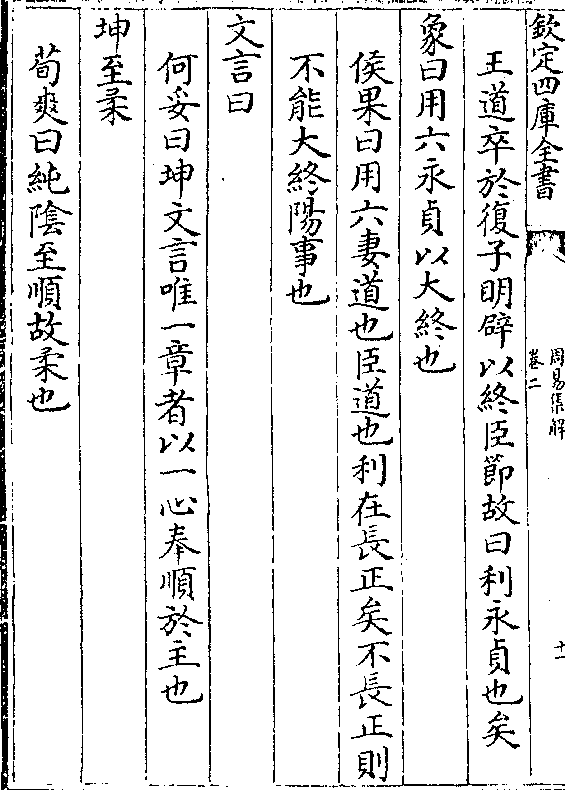 欽定四庫全書
周易集解
卷二
十一
王道卒於復子明辟以終臣節故曰利永貞也矣
象曰用六永貞以大終也
侯果曰用六妻道也臣道也利在長正矣不長正則
不能大終陽事也
文言曰
何妥曰坤文言唯一章者以一心奉順於主也
坤至柔
荀爽曰純陰至順故柔也